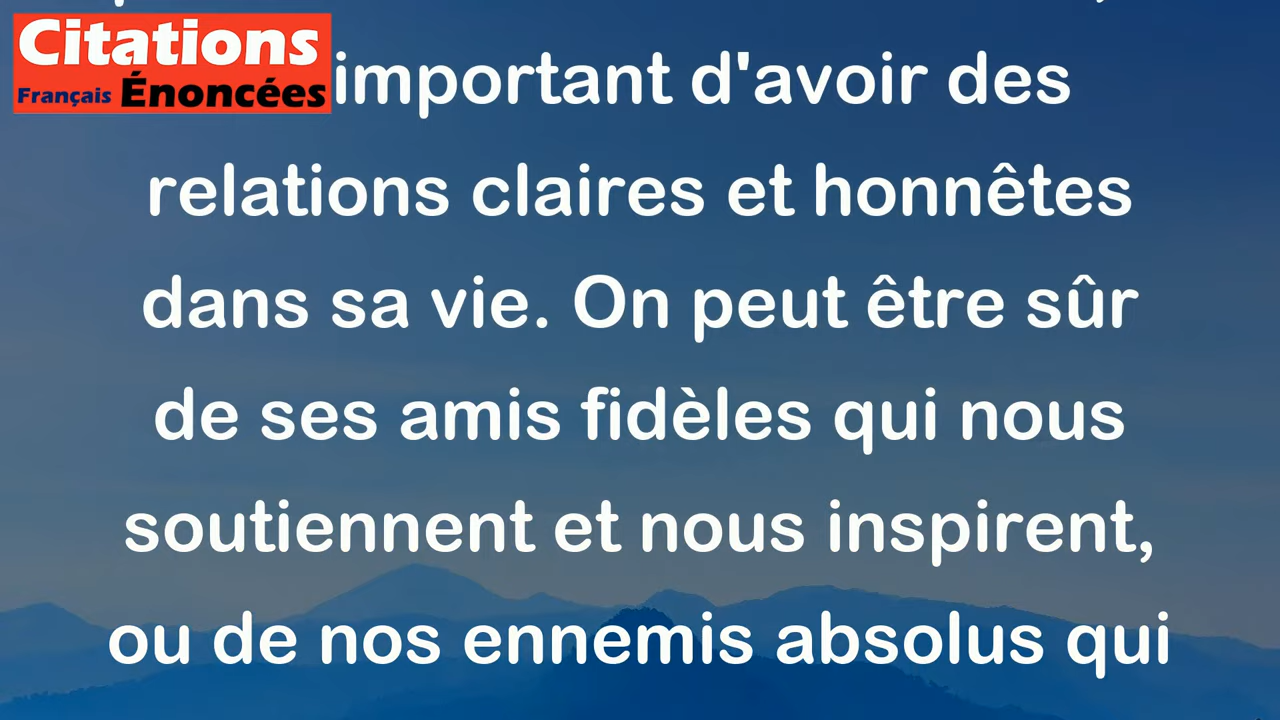 Citations
Français Énoncées
important d'avoir des
relations claires et honnêtes
dans sa vie. On peut être sûr
de ses amis fidèles qui nous
soutiennent et nous inspirent,
ou de nos ennemis absolus qui